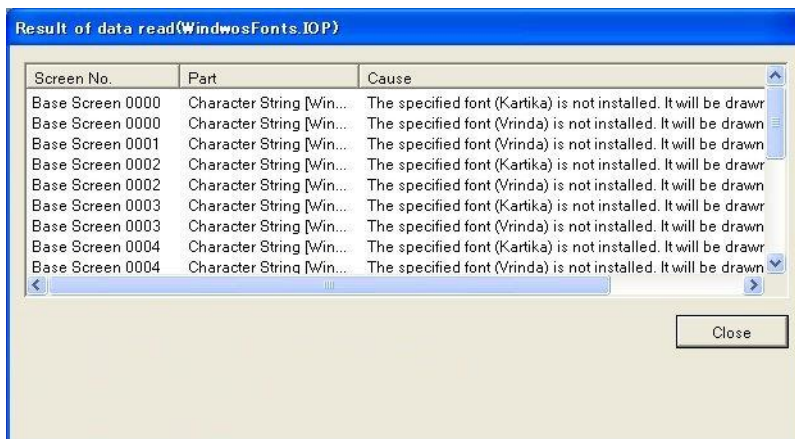 Result of data read(WindwosFonts.IOP)
Screen No. Part Cause
Base Screen 0000 Character String [Win... The specified font (Kartika) is not installed. It will be drawr
Base Screen 0000 Character String [Win... The specified font (Vrinda) is not installed. It will be drawn
Base Screen 0001 Character String [Win... The specified font (Vrinda) is not installed. It will be drawn
Base Screen 0002 Character String [Win... The specified font (Kartika) is not installed. It will be drawr
Base Screen 0002 Character String [Win... The specified font (Vrinda) is not installed. It will be drawn
Base Screen 0003 Character String [Win... The specified font (Kartika) is not installed. It will be drawr
Base Screen 0003 Character String [Win... The specified font (Vrinda) is not installed. It will be drawn
Base Screen 0004 Character String [Win... The specified font (Kartika) is not installed. It will be drawr
Base Screen 0004 Character String [Win... The specified font (Vrinda) is not installed. It will be drawn
Close